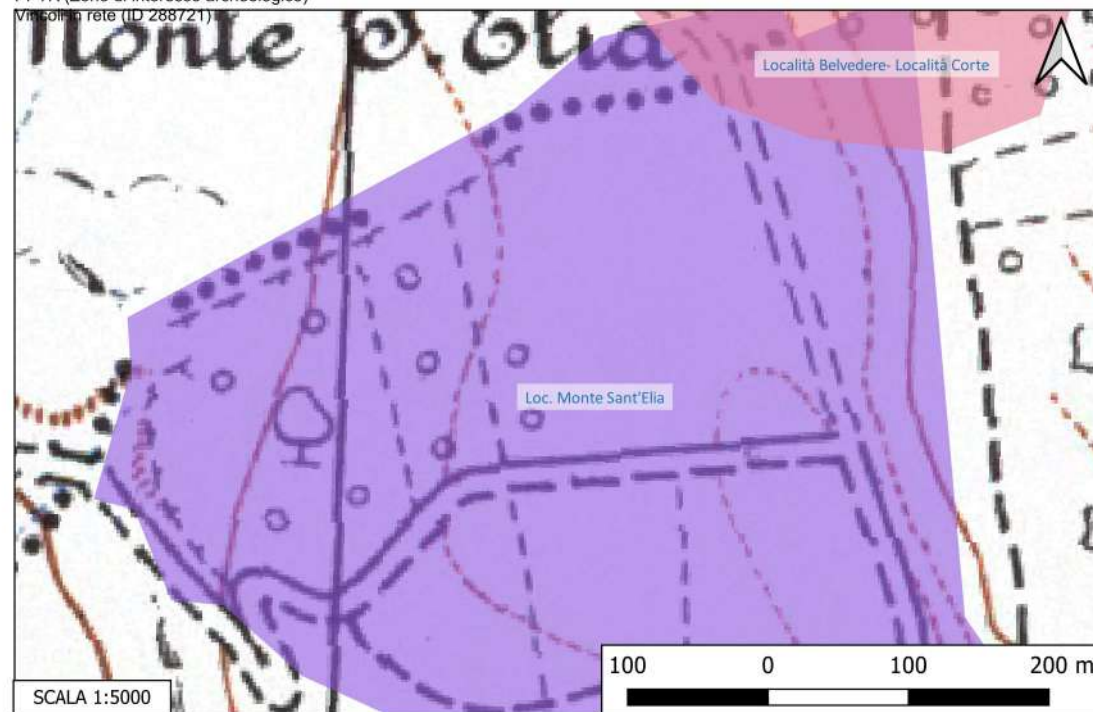 Vincoli in rete (ID 288721)
Monte S Elia
Località Belvedere- Località Corte
Loc. Monte Sant'Elia
SCALA 1:5000
100 0 100 200 m